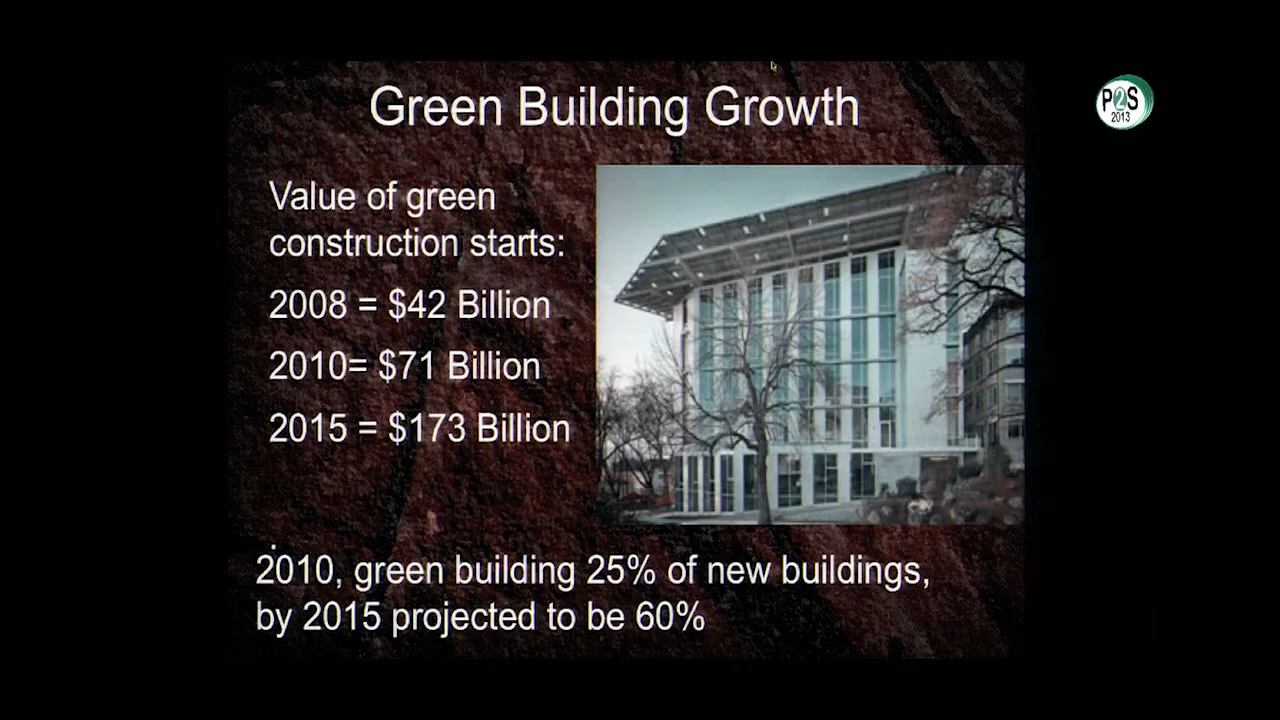 Green Building Growth
P2S
2013
Value of green
construction starts:
2008 = $42 Billion
2010= $71 Billion
2015 = $173 Billion
.
2010, green building 25% of new buildings,
by 2015 projected to be 60%